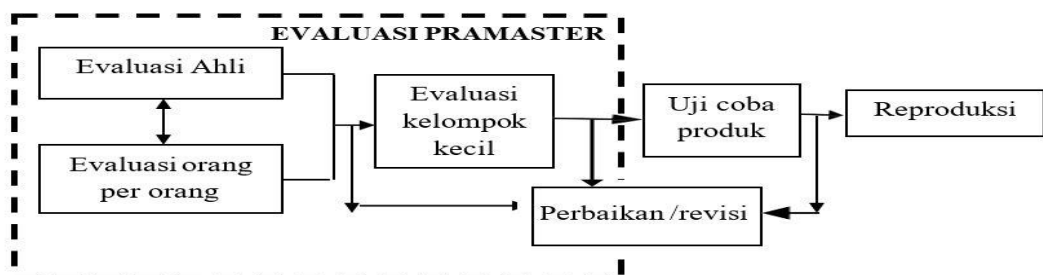 EVALUASI PRAMASTER
Evaluasi Ahli
Evaluasi orang
per orang
Evaluasi
kelompok
kecil
Uji coba
produk
Reproduksi
Perbaikan /revisi